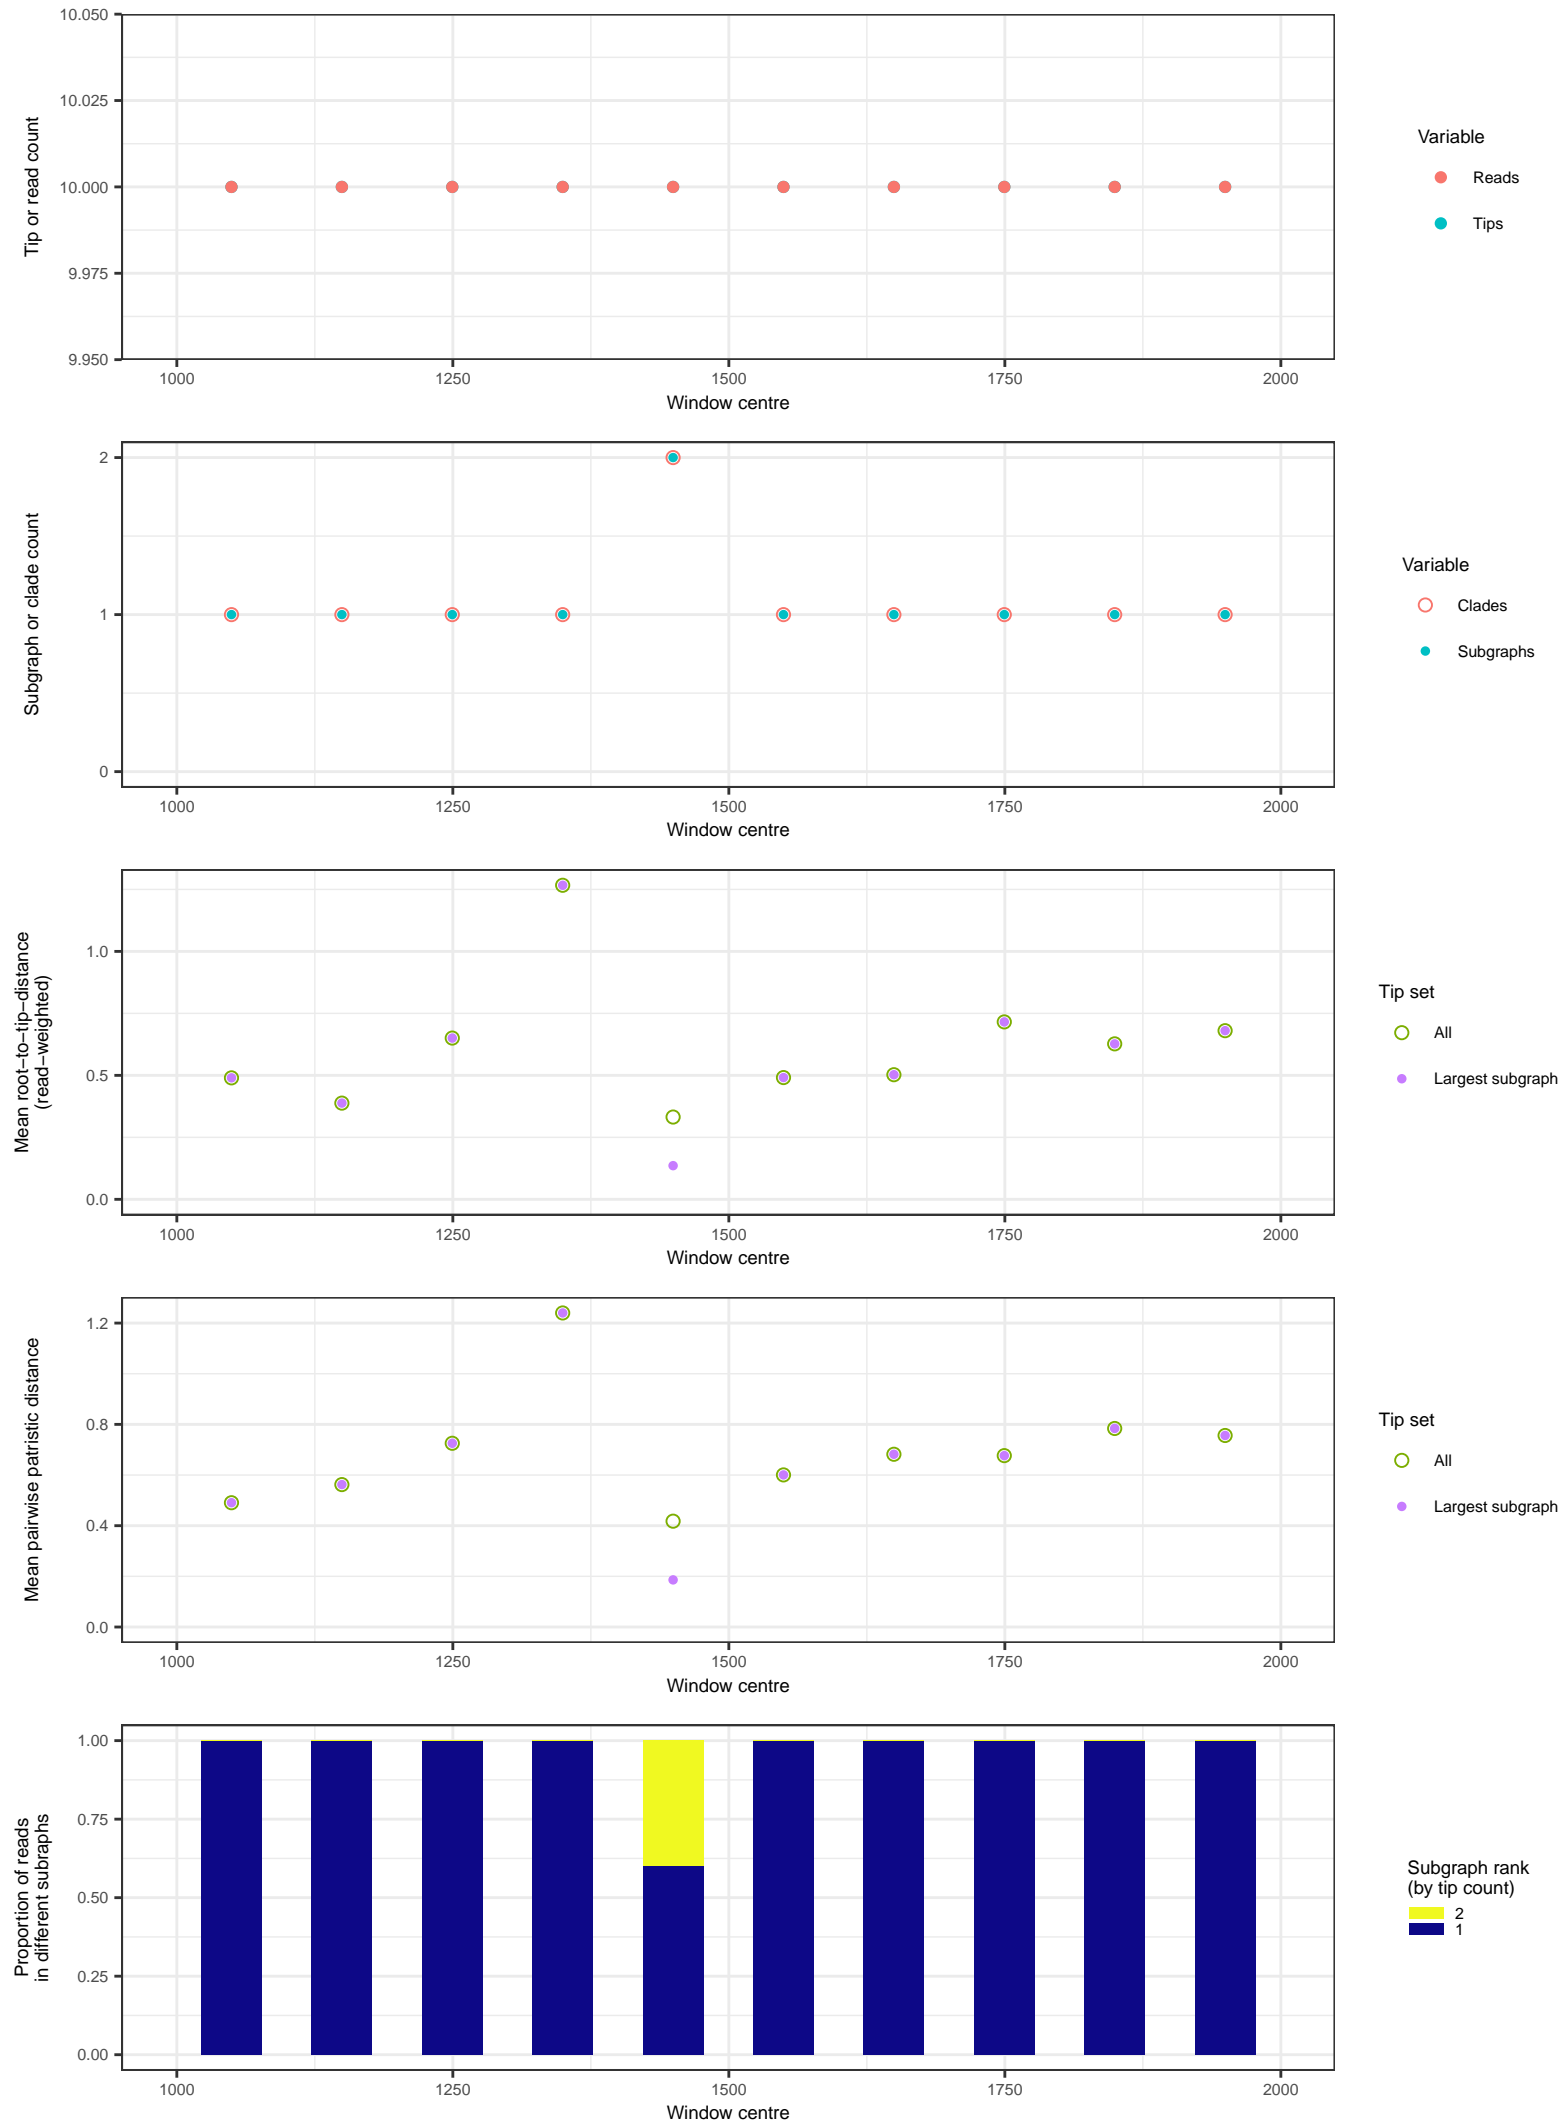 10.050
10.025
10.000
9.975
9.950
Tip or read count
1000 1250 1500 1750 2000
Window centre
Variable
Reads
Tips
2
1
0
Subgraph or clade count
1000 1250 1500 1750 2000
Window centre
Variable
Clades
Subgraphs
1.0
0.5
0.0
Mean root−to−tip−distance
(read−weighted)
1000 1250 1500 1750 2000
Window centre
Tip set
All
Largest subgraph
1.2
0.8
0.4
0.0
Mean pairwise patristic distance
1000 1250 1500 1750 2000
Window centre
Tip set
All
Largest subgraph
1.00
0.75
0.50
0.25
0.00
Proportion of reads
in different subraphs
1000 1250 1500 1750 2000
Window centre
Subgraph rank
(by tip count)
2
1